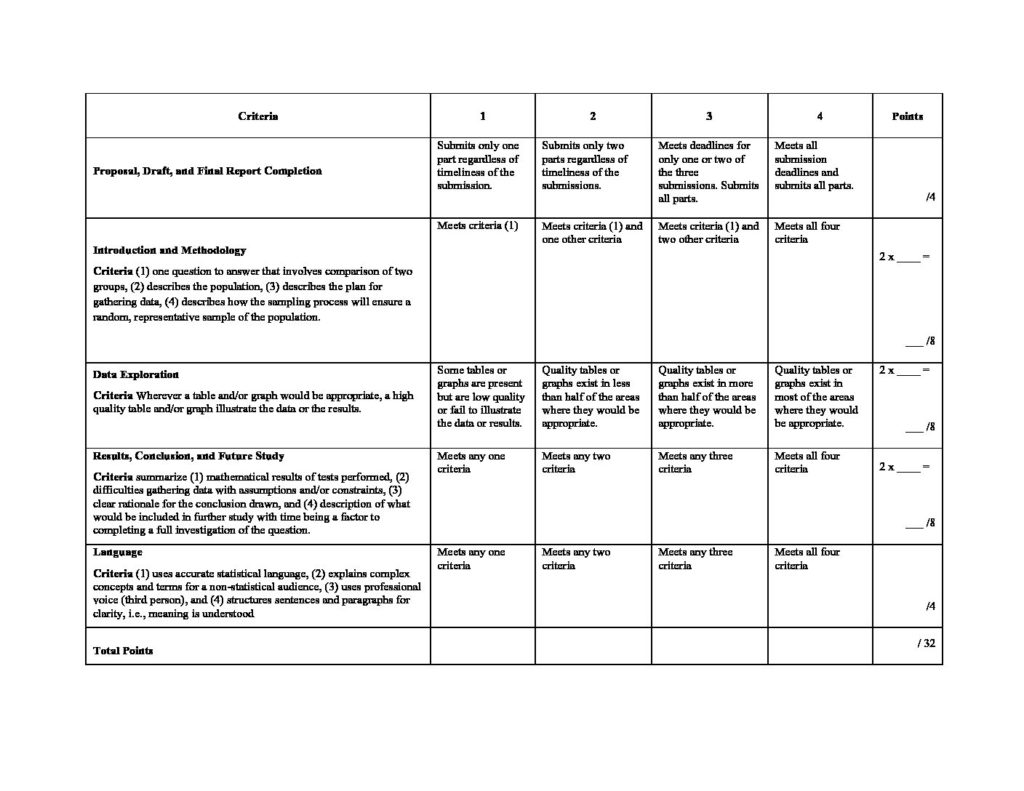 Criteria 1 2 3 4 Points
Proposal, Draft, and Final Report Completion
Submits only one
part regardless of
timeliness of the
submission.
Submits only two
parts regardless of
timeliness of the
submissions.
Meets deadlines for
only one or two of
the three
submissions. Submits
all parts.
Meets all
submission
deadlines and
submits all parts.
/4
Introduction and Methodology
Criteria (1) one question to answer that involves comparison of two
groups, (2) describes the population, (3) describes the plan for
gathering data, (4) describes how the sampling process will ensure a
random, representative sample of the population.
Meets criteria (1)
Meets criteria (1) and
one other criteria
Meets criteria (1) and
two other criteria
Meets all four
criteria
2 x ____ =
___ /8
Data Exploration
Criteria Wherever a table and/or graph would be appropriate, a high
quality table and/or graph illustrate the data or the results.
Some tables or
graphs are present
but are low quality
or fail to illustrate
the data or results.
Quality tables or
graphs exist in less
than half of the areas
where they would be
appropriate.
Quality tables or
graphs exist in more
than half of the areas
where they would be
appropriate.
Quality tables or
graphs exist in
most of the areas
where they would
be appropriate.
2 x ____ =
___ /8
Results, Conclusion, and Future Study
Criteria summarize (1) mathematical results of tests performed, (2)
difficulties gathering data with assumptions and/or constraints, (3)
clear rationale for the conclusion drawn, and (4) description of what
would be included in further study with time being a factor to
completing a full investigation of the question.
Meets any one
criteria
Meets any two
criteria
Meets any three
criteria
Meets all four
criteria
2 x ____ =
___ /8
Language
Criteria (1) uses accurate statistical language, (2) explains complex
concepts and terms for a non-statistical audience, (3) uses professional
voice (third person), and (4) structures sentences and paragraphs for
clarity, i.e., meaning is understood
Meets any one
criteria
Meets any two
criteria
Meets any three
criteria
Meets all four
criteria
/4
Total Points
/ 32